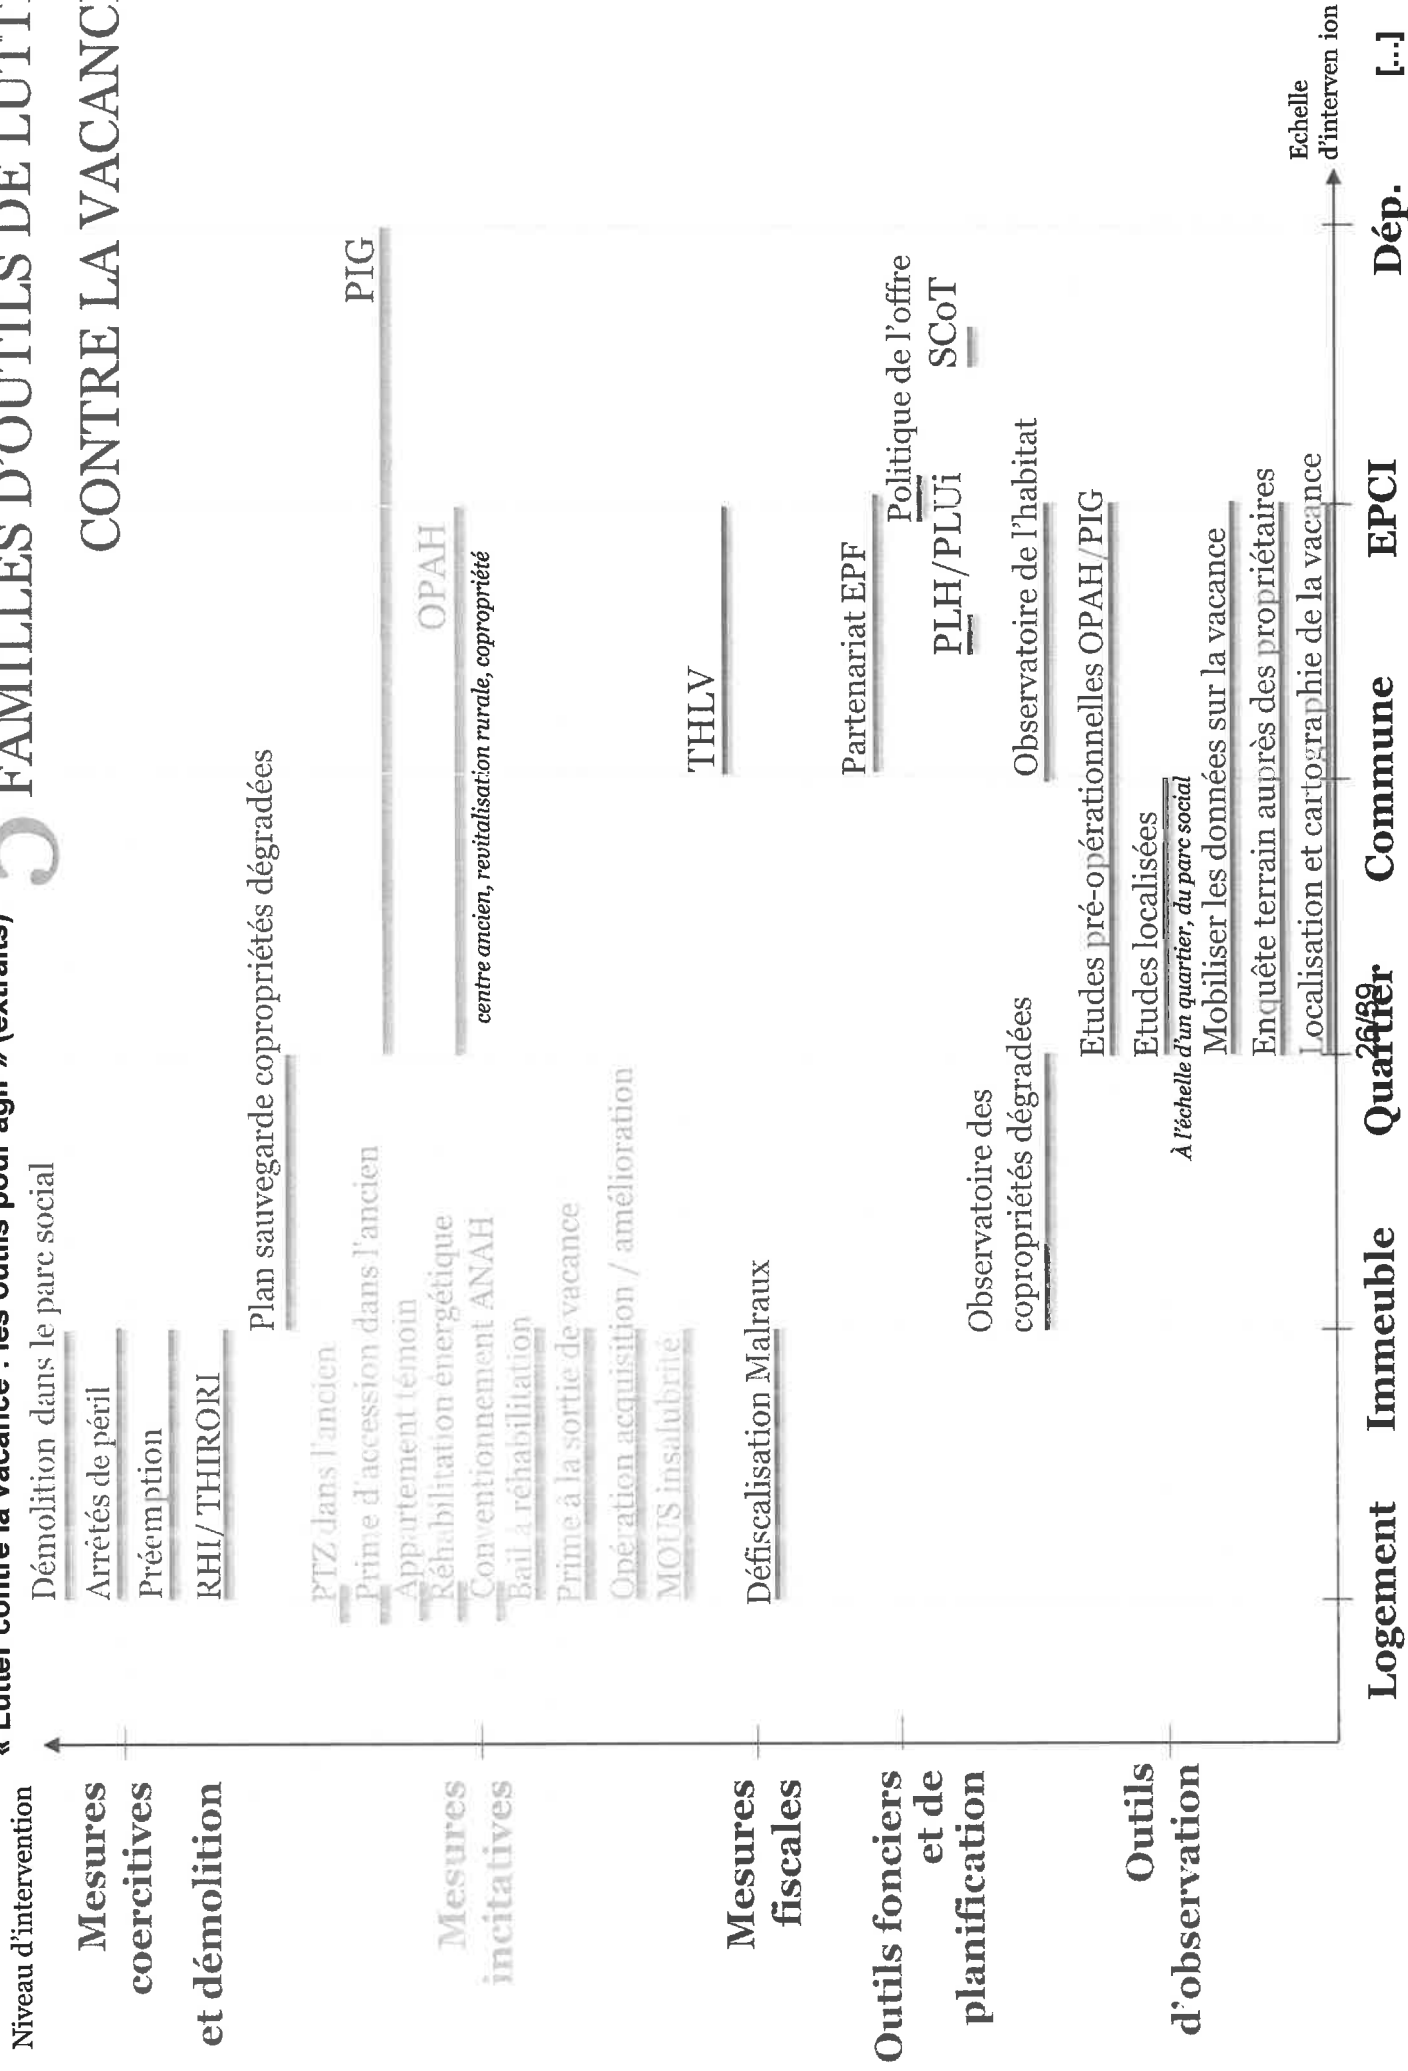 « Lutter contre la vacance : les outils pour agir » (extraits)
5 FAMILLES D'OUTILS DE LUTT
CONTRE LA VACANC
Niveau d'intervention
Mesures
coercitives
et démolition
Démolition dans le parc social
Arrêtés de péril
Préemption
RHI/ THIRORI
Plan sauvegarde copropriétés dégradées
Mesures
incitatives
PTZ dans l'ancien
Prime d'accession dans l'ancien
Appartement témoin
Réhabilitation énergétique
Conventionnement ANAH
Bail à réhabilitation
Prime à la sortie de vacance
Opération acquisition / amélioration
MOUS insalubrité
PIG
OPAH
centre ancien, revitalisation rurale, copropriété
Mesures
fiscales
THLV
Défiscalisation Malraux
Outils fonciers
et de
planification
Partenariat EPF
Politique de l'offre
PLH/PLUi
SCoT
Outils
d'observation
Observatoire des
copropriétés dégradées
Observatoire de l'habitat
Etudes pré-opérationnelles OPAH/PIG
Etudes localisées
À l'échelle d'un quartier, du parc social
Mobiliser les données sur la vacance
Enquête terrain auprès des propriétaires
Localisation et cartographie de la vacance
Echelle
d'interven ion
Logement
Immeuble
Quartier
Commune
EPCI
Dép.
[...]
26/39